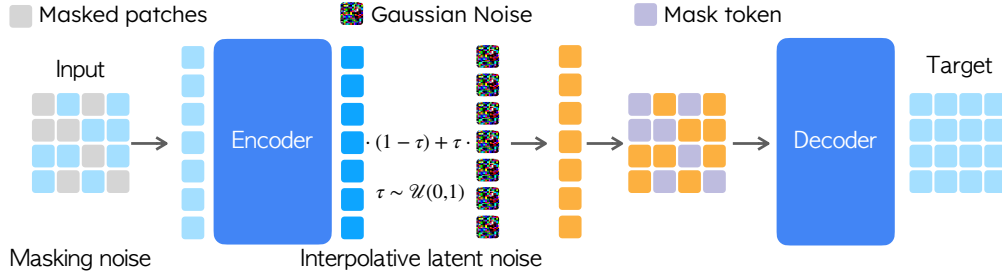 Masked patches
Gaussian Noise
Mask token
Input
Target
Encoder
· (1 − τ) + τ ·
Decoder
τ ∼ 𝒰(0,1)
Masking noise
Interpolative latent noise